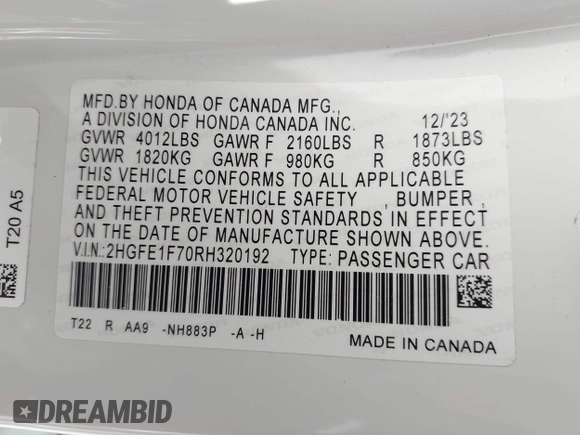 MFD.BY HONDA OF CANADA MFG.,
A DIVISION OF HONDA CANADA INC. 12/'23
GVWR 4012LBS GAWR F 2160LBS R 1873LBS
GVWR 1820KG GAWR F 980KG R 850KG
THIS VEHICLE CONFORMS TO ALL APPLICABLE
FEDERAL MOTOR VEHICLE SAFETY , BUMPER ,
AND THEFT PREVENTION STANDARDS IN EFFECT
ON THE DATE OF MANUFACTURE SHOWN ABOVE.
V.I.N.:2HGFE1F70RH320192 TYPE: PASSENGER CAR
T22 R AA9 -NH883P -A -H
MADE IN CANADA
T20 A5
DREAMBID